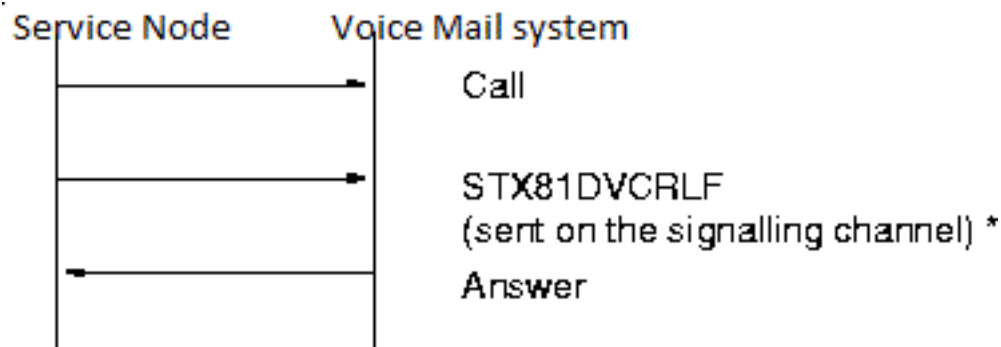 Service Node Voice Mail system
Call
STX81DVCRLF
(sent on the signalling channel) *
Answer